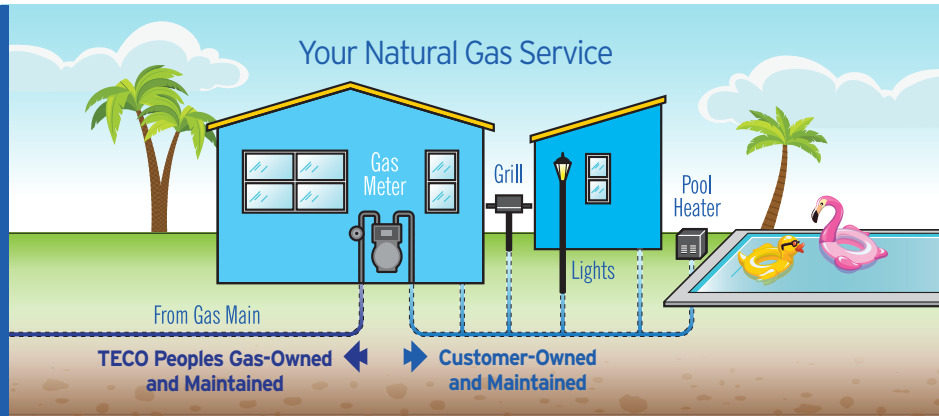 Your Natural Gas Service
Gas
Meter
Grill
Pool
Heater
Lights
From Gas Main
TECO Peoples Gas-Owned
and Maintained
Customer-Owned
and Maintained